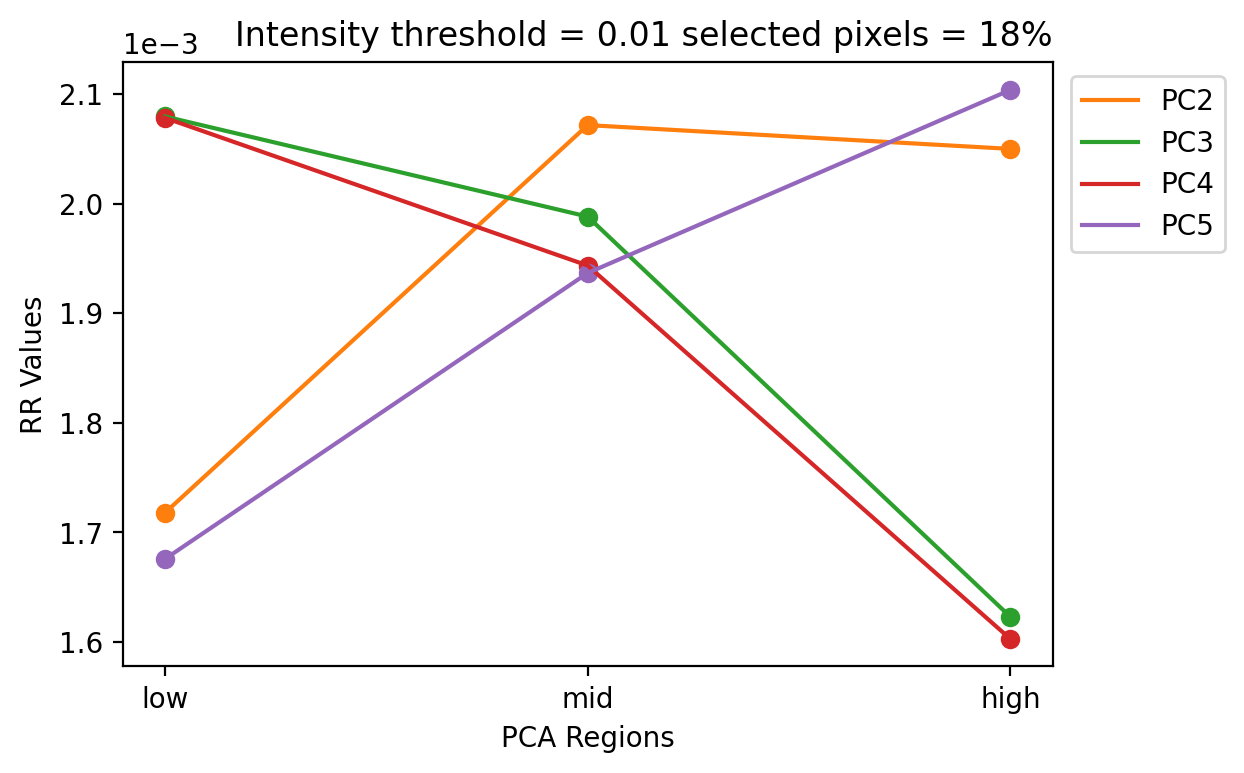 Intensity threshold = 0.01 selected pixels = 18%
1e−3
2.1
2.0
1.9
1.8
1.7
1.6
RR Values
low
mid
high
PCA Regions
PC2
PC3
PC4
PC5